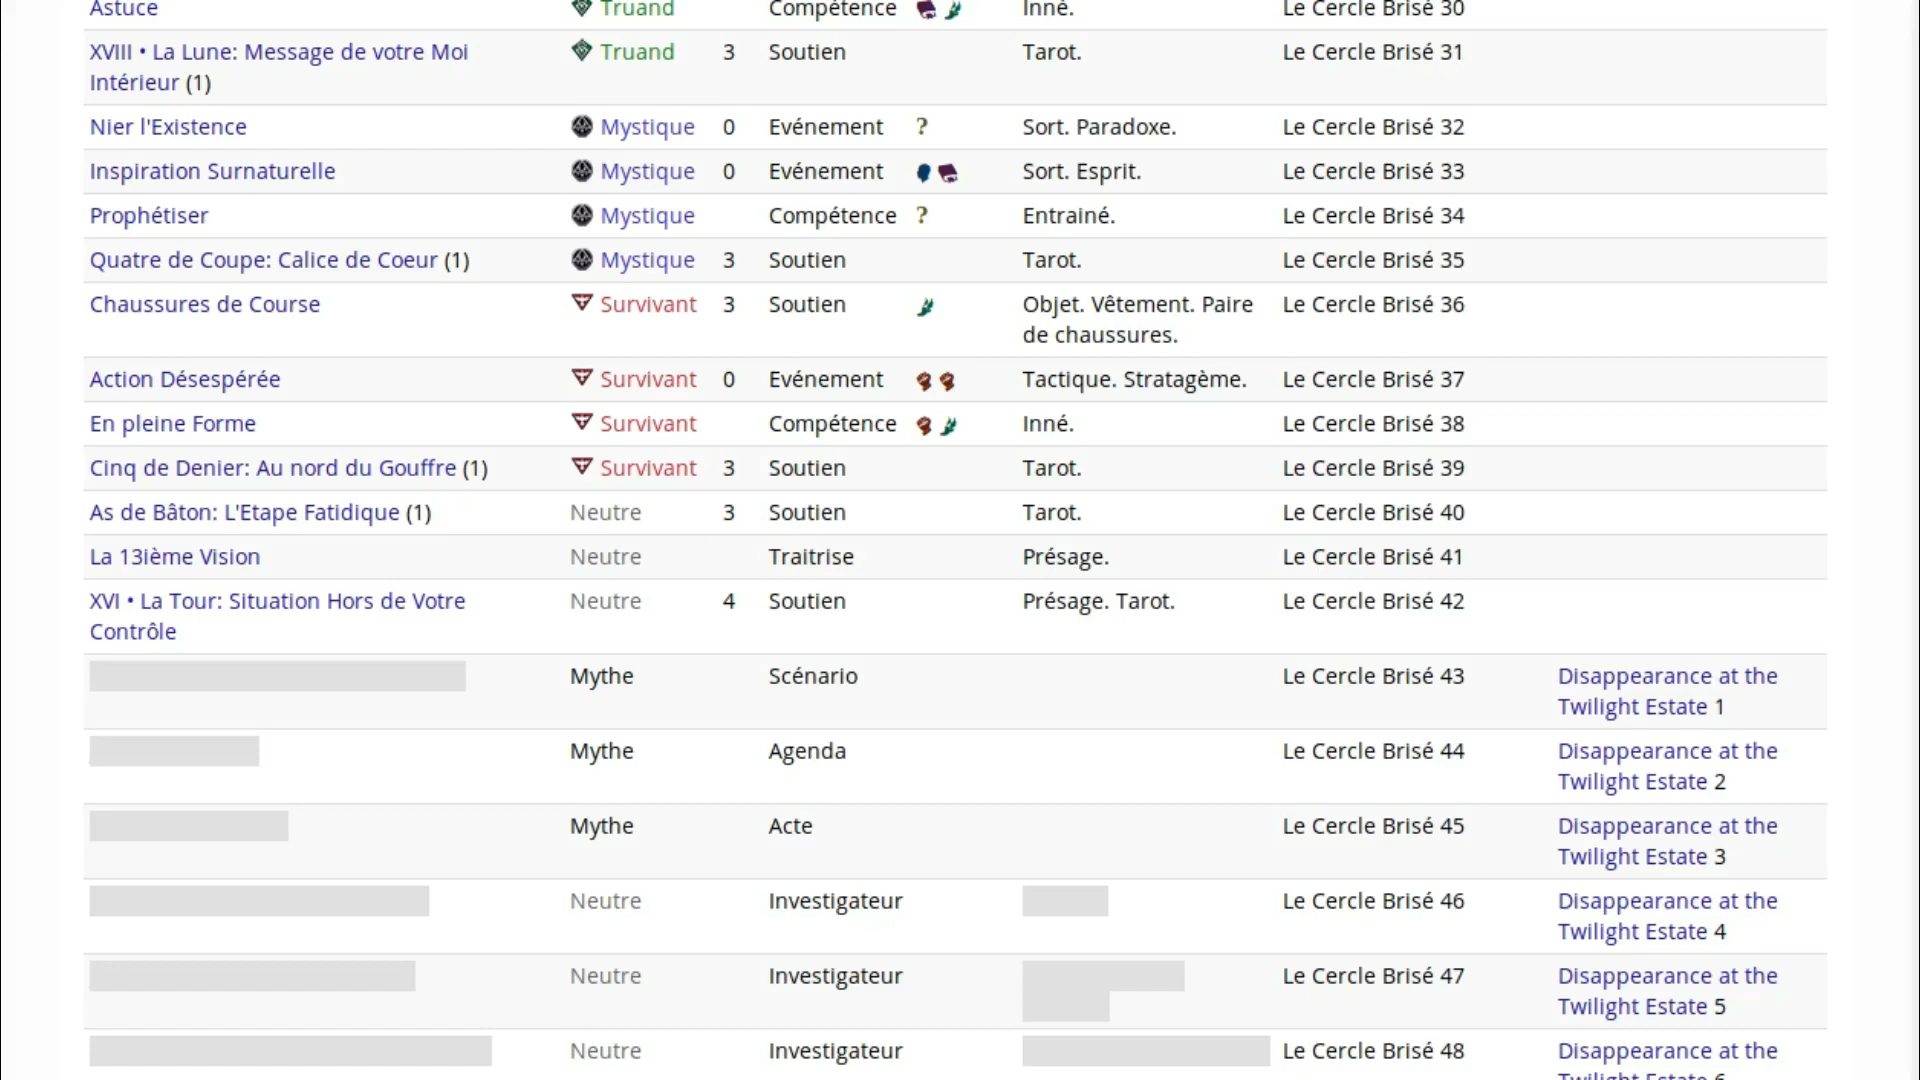 Astuce Truand Compétence Inné. Le Cercle Brisé 30
XVIII • La Lune: Message de votre Moi Truand 3 Soutien Tarot. Le Cercle Brisé 31
Intérieur (1)
Nier l'Existence Mystique 0 Evénement ? Sort. Paradoxe. Le Cercle Brisé 32
Inspiration Surnaturelle Mystique 0 Evénement Sort. Esprit. Le Cercle Brisé 33
Prophétiser Mystique Compétence ? Entrainé. Le Cercle Brisé 34
Quatre de Coupe: Calice de Coeur (1) Mystique 3 Soutien Tarot. Le Cercle Brisé 35
Chaussures de Course Survivant 3 Soutien Objet. Vêtement. Paire Le Cercle Brisé 36
de chaussures.
Action Désespérée Survivant 0 Evénement Tactique. Stratagème. Le Cercle Brisé 37
En pleine Forme Survivant Compétence Inné. Le Cercle Brisé 38
Cinq de Denier: Au nord du Gouffre (1) Survivant 3 Soutien Tarot. Le Cercle Brisé 39
As de Bâton: L'Etape Fatidique (1) Neutre 3 Soutien Tarot. Le Cercle Brisé 40
La 13ième Vision Neutre Traitrise Présage. Le Cercle Brisé 41
XVI • La Tour: Situation Hors de Votre Neutre 4 Soutien Présage. Tarot. Le Cercle Brisé 42
Contrôle
Mythe Scénario Le Cercle Brisé 43 Disappearance at the
Twilight Estate 1
Mythe Agenda Le Cercle Brisé 44 Disappearance at the
Twilight Estate 2
Mythe Acte Le Cercle Brisé 45 Disappearance at the
Twilight Estate 3
Neutre Investigateur Le Cercle Brisé 46 Disappearance at the
Twilight Estate 4
Neutre Investigateur Le Cercle Brisé 47 Disappearance at the
Twilight Estate 5
Neutre Investigateur Le Cercle Brisé 48 Disappearance at the
Twilight Estate 6